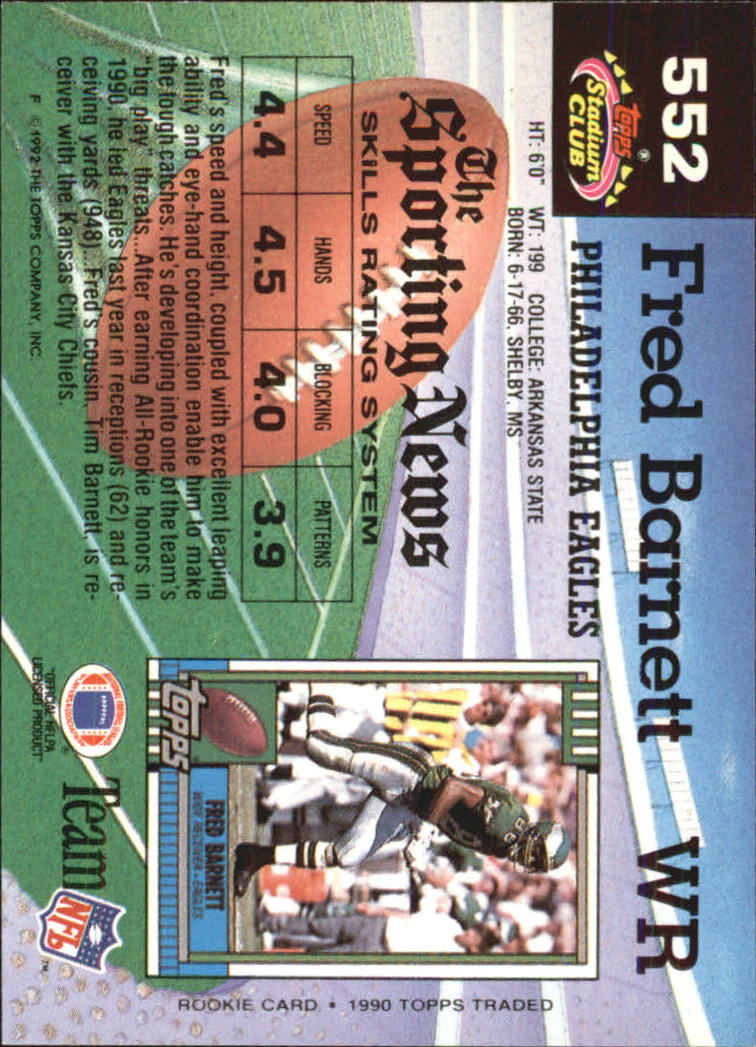 552
Fred Barnett WR
topps®
Stadium
CLUB
PHILADELPHIA EAGLES
HT: 6'0" WT: 199 COLLEGE: ARKANSAS STATE
BORN: 6-17-66, SHELBY, MS
The
Sporting News
SKILLS RATING SYSTEM
SPEED HANDS BLOCKING PATTERNS
4.4 4.5 4.0 3.9
Fred's speed and height, coupled with excellent leaping
ability and eye-hand coordination enable him to make
the tough catches. He's developing into one of the team's
"big play" threats...After earning All-Rookie honors in
1990, he led Eagles last year in receptions (62) and re-
ceiving yards (948)...Fred's cousin, Tim Barnett, is re-
ceiver with the Kansas City Chiefs.
F © 1992 THE TOPPS COMPANY, INC.
topps
FRED BARNETT
WIDE RECEIVER • EAGLES
ROOKIE CARD • 1990 TOPPS TRADED
"OFFICIAL NFLPA
LICENSED PRODUCT"
®
Team
NFL
™